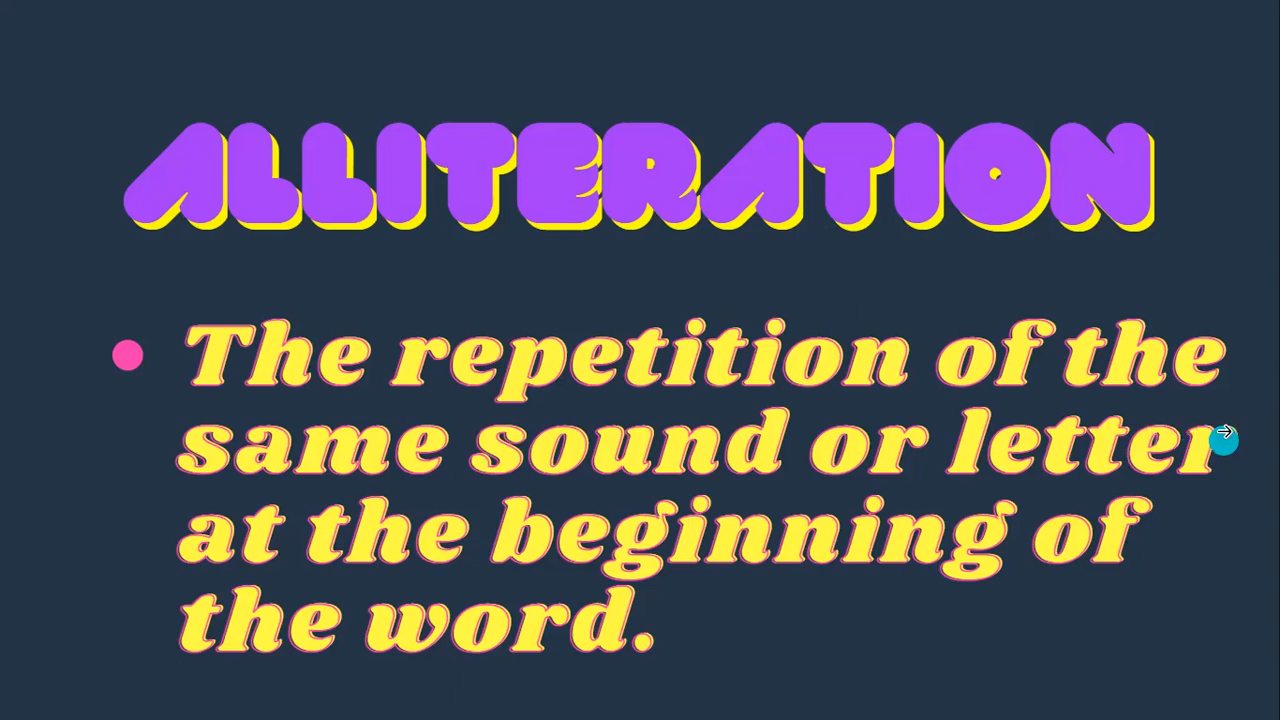 ALLITERATION
• The repetition of the
same sound or letter
at the beginning of
the word.